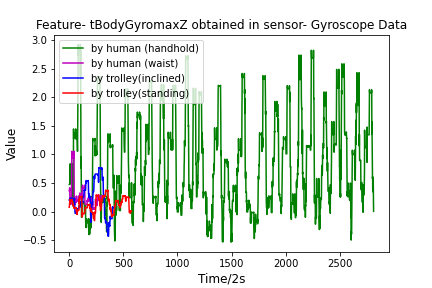 Feature- tBodyGyromaxZ obtained in sensor- Gyroscope Data
3.0
2.5
2.0
1.5
1.0
0.5
0.0
−0.5
by human (handhold)
by human (waist)
by trolley(inclined)
by trolley(standing)
Value
0 500 1000 1500 2000 2500
Time/2s